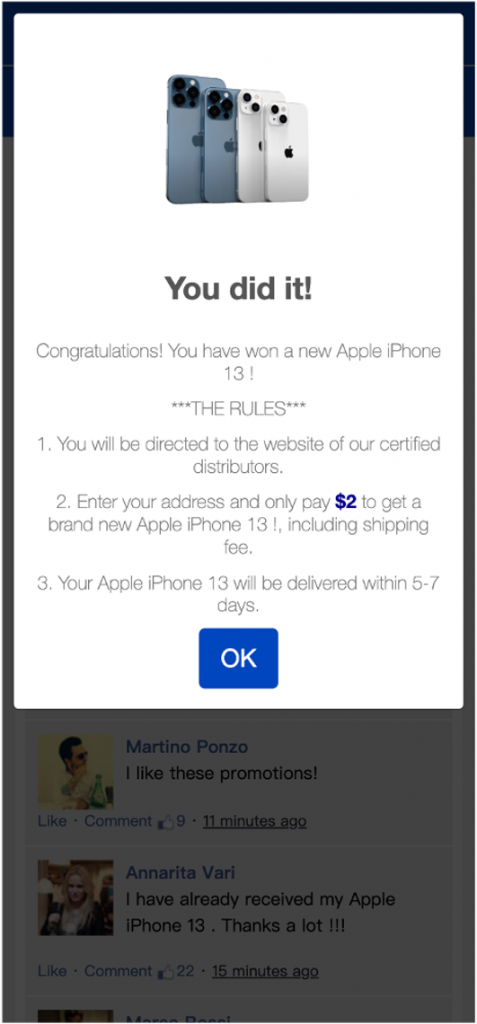 You did it!
Congratulations! You have won a new Apple iPhone
13 !
***THE RULES***
1. You will be directed to the website of our certified
distributors.
2. Enter your address and only pay $2 to get a
brand new Apple iPhone 13 !, including shipping
fee.
3. Your Apple iPhone 13 will be delivered within 5-7
days.
OK
Martino Ponzo
I like these promotions!
Like · Comment 9 · 11 minutes ago
Annarita Vari
I have already received my Apple
iPhone 13 . Thanks a lot !!!
Like · Comment 22 · 15 minutes ago